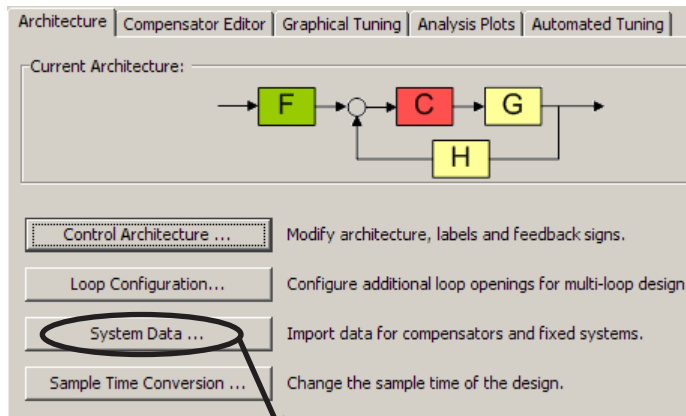 Architecture Compensator Editor Graphical Tuning Analysis Plots Automated Tuning
Current Architecture:
F C G
H
Control Architecture ... Modify architecture, labels and feedback signs.
Loop Configuration... Configure additional loop openings for multi-loop design
System Data ... Import data for compensators and fixed systems.
Sample Time Conversion ... Change the sample time of the design.